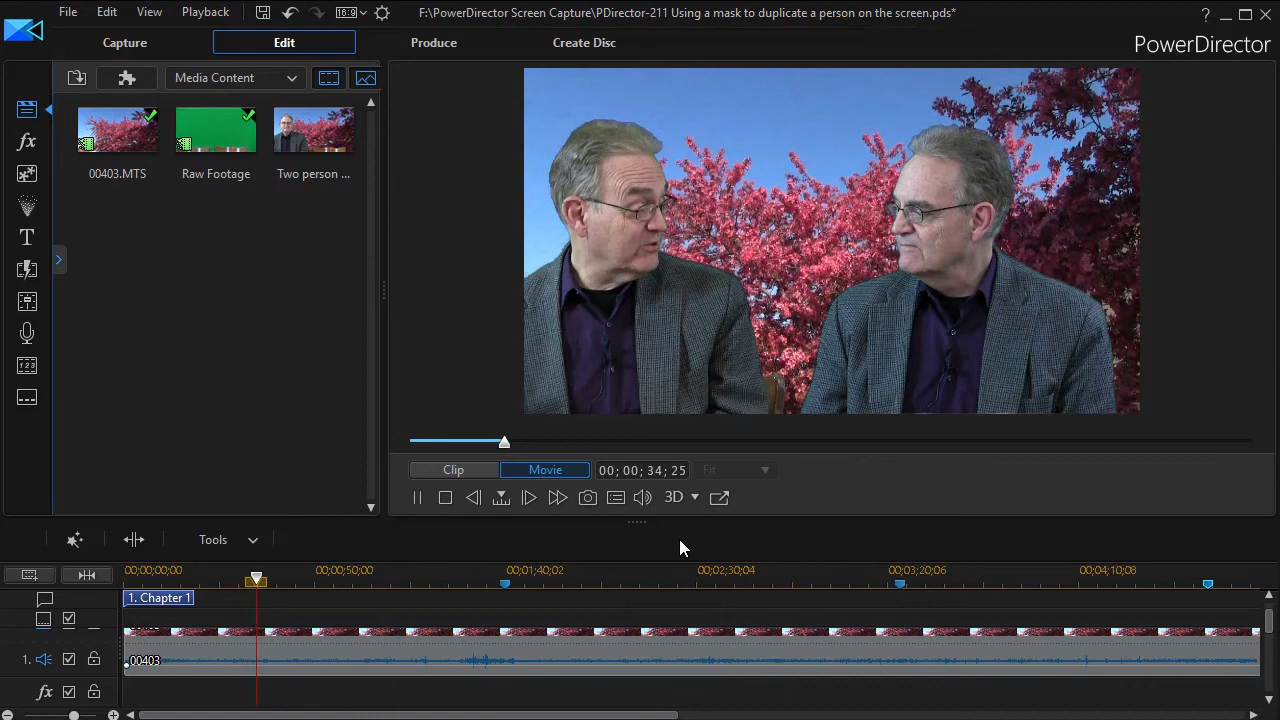 File Edit View Playback 16:9 F:\PowerDirector Screen Capture\PDirector-211 Using a mask to duplicate a person on the screen.pds* ?
Capture Edit Produce Create Disc PowerDirector
Media Content
00403.MTS Raw Footage Two person ...
fx
T
Clip Movie 00; 00; 34; 25 Fit
3D
Tools
00;00;00;00 00;00;50;00 00;01;40;02 00;02;30;04 00;03;20;06 00;04;10;08
1. Chapter 1
1. 00403
fx